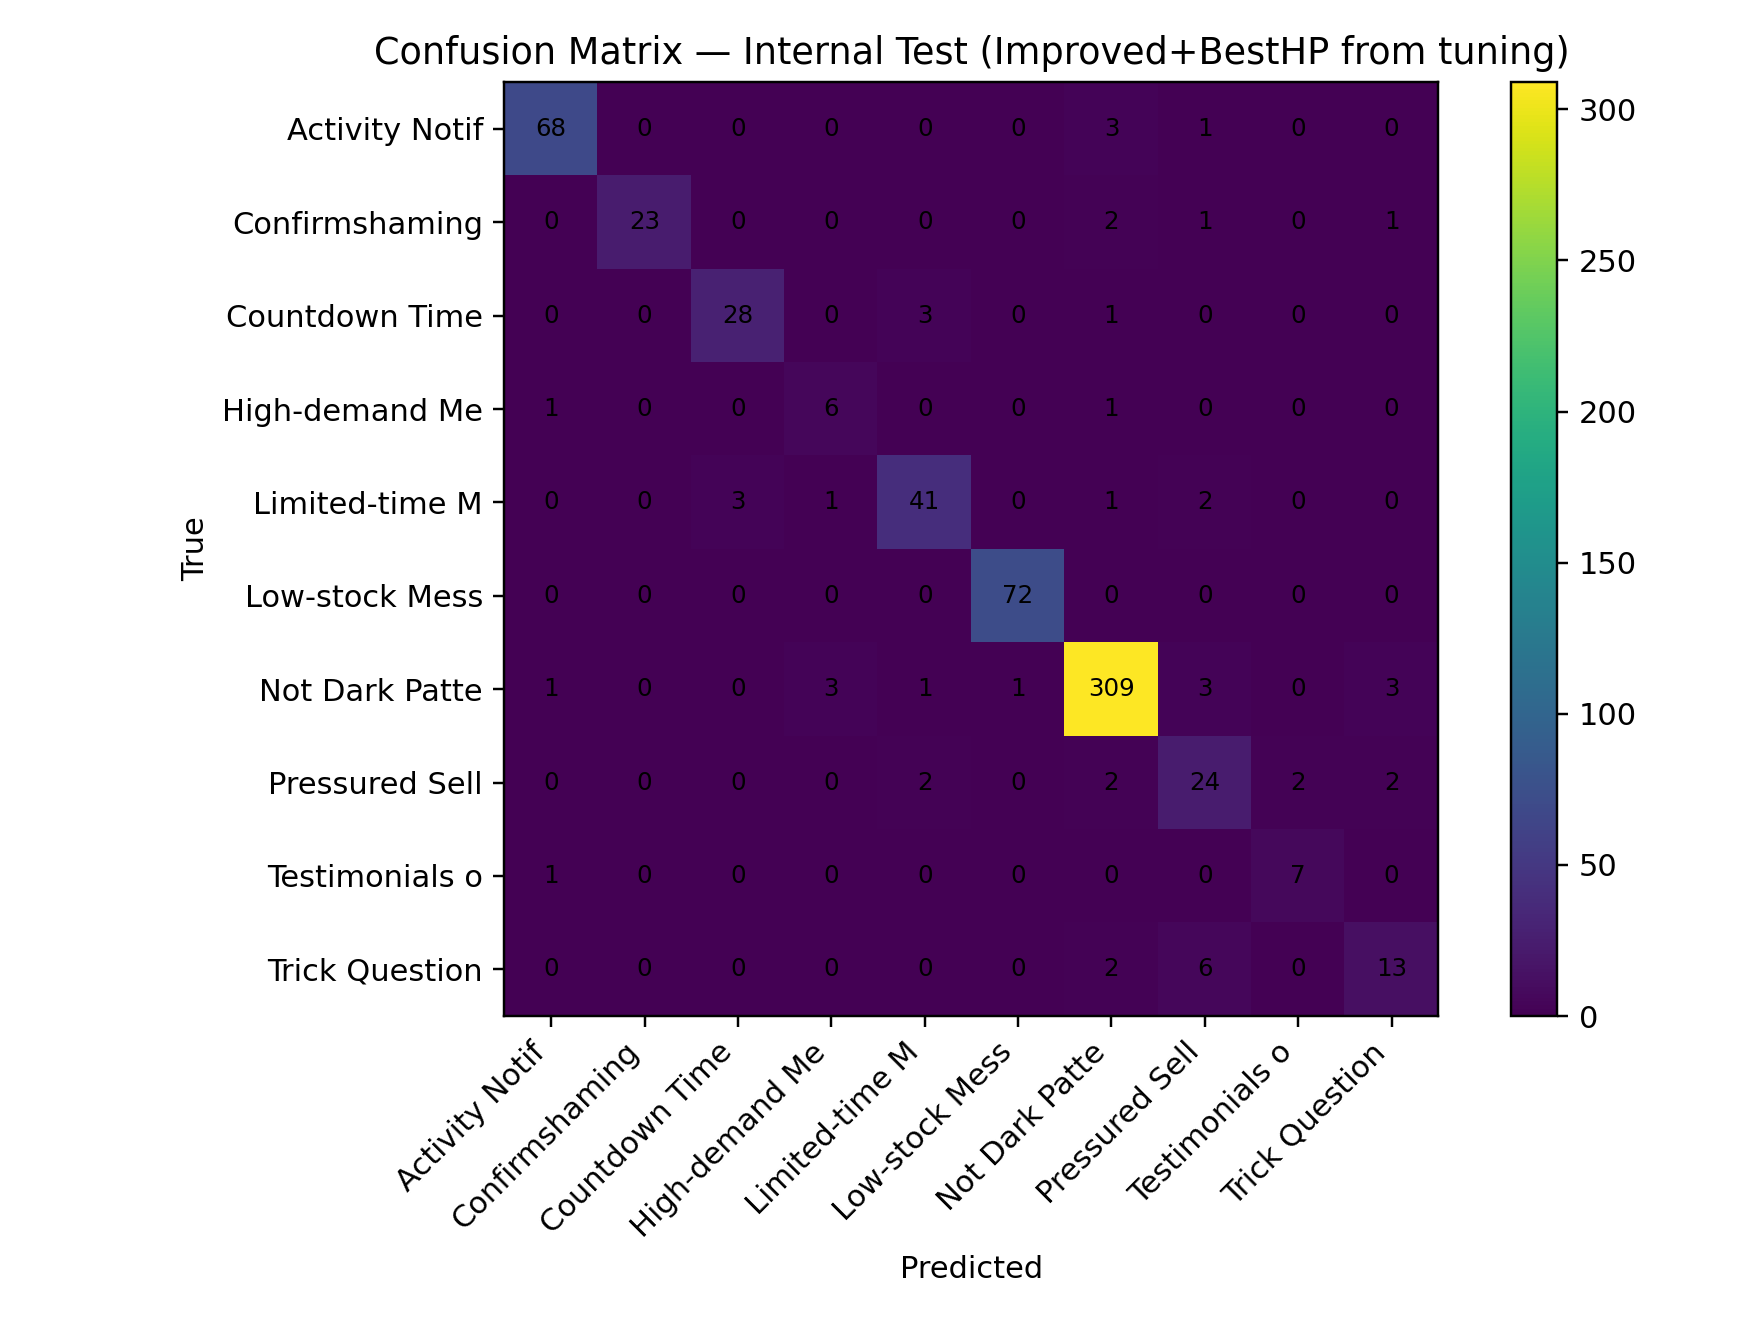 Confusion Matrix — Internal Test (Improved+BestHP from tuning)
Activity Notif 68 0 0 0 0 0 3 1 0 0
Confirmshaming 0 23 0 0 0 0 2 1 0 1
Countdown Time 0 0 28 0 3 0 1 0 0 0
High-demand Me 1 0 0 6 0 0 1 0 0 0
Limited-time M 0 0 3 1 41 0 1 2 0 0
Low-stock Mess 0 0 0 0 0 72 0 0 0 0
Not Dark Patte 1 0 0 3 1 1 309 3 0 3
Pressured Sell 0 0 0 0 2 0 2 24 2 2
Testimonials o 1 0 0 0 0 0 0 0 7 0
Trick Question 0 0 0 0 0 0 2 6 0 13
True
Activity Notif
Confirmshaming
Countdown Time
High-demand Me
Limited-time M
Low-stock Mess
Not Dark Patte
Pressured Sell
Testimonials o
Trick Question
Predicted
300
250
200
150
100
50
0